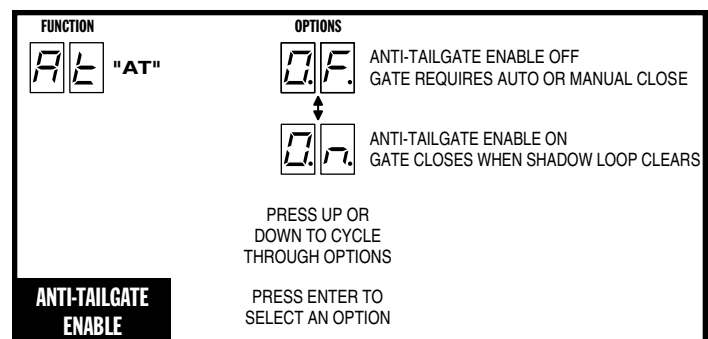 FUNCTION
OPTIONS
At "AT"
O.F. ANTI-TAILGATE ENABLE OFF
GATE REQUIRES AUTO OR MANUAL CLOSE
O.n. ANTI-TAILGATE ENABLE ON
GATE CLOSES WHEN SHADOW LOOP CLEARS
PRESS UP OR
DOWN TO CYCLE
THROUGH OPTIONS
ANTI-TAILGATE
ENABLE
PRESS ENTER TO
SELECT AN OPTION